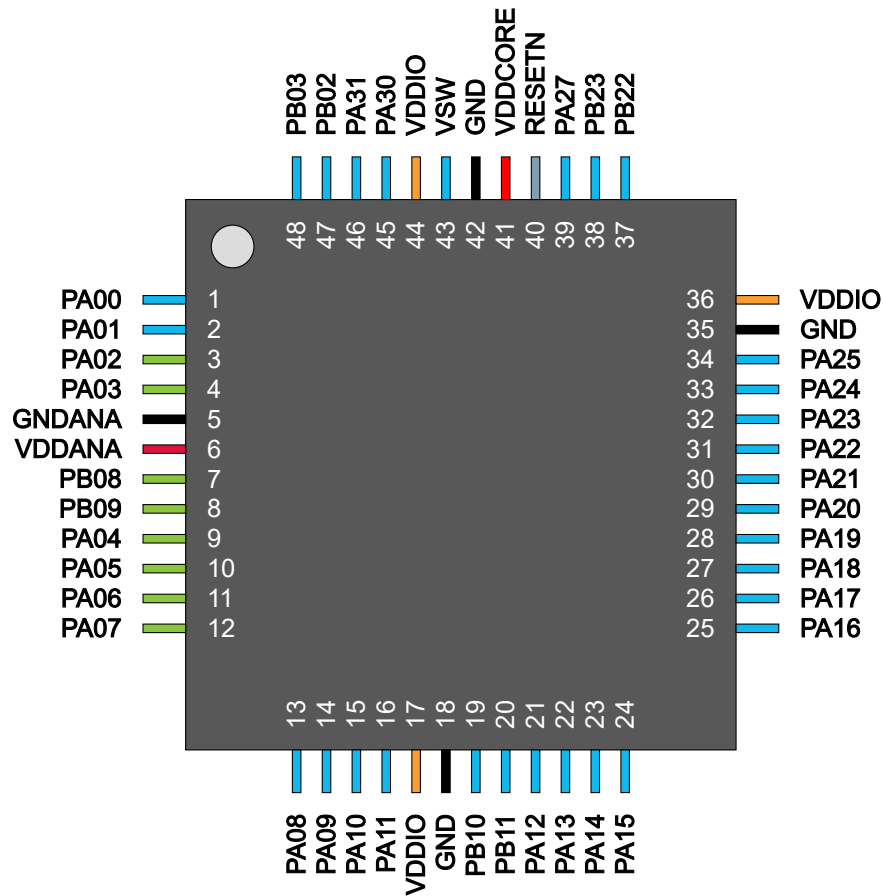 PB03
PB02
PA31
PA30
VDDIO
VSW
GND
VDDCORE
RESETN
PA27
PB23
PB22
48
47
46
45
44
43
42
41
40
39
38
37
PA00 1
PA01 2
PA02 3
PA03 4
GNDANA 5
VDDANA 6
PB08 7
PB09 8
PA04 9
PA05 10
PA06 11
PA07 12
36 VDDIO
35 GND
34 PA25
33 PA24
32 PA23
31 PA22
30 PA21
29 PA20
28 PA19
27 PA18
26 PA17
25 PA16
13
14
15
16
17
18
19
20
21
22
23
24
PA08
PA09
PA10
PA11
VDDIO
GND
PB10
PB11
PA12
PA13
PA14
PA15